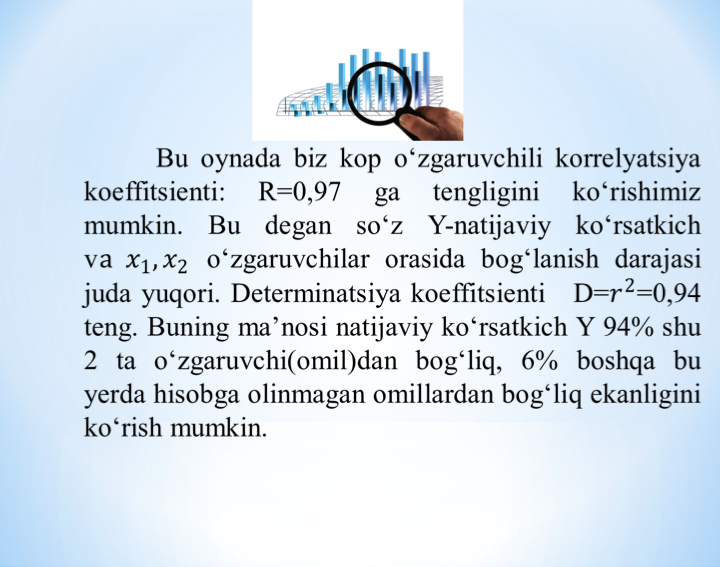 Bu oynada biz kop o‘zgaruvchili korrelyatsiya
koeffitsienti: R=0,97 ga tengligini ko‘rishimiz
mumkin. Bu degan so‘z Y-natijaviy ko‘rsatkich
va 𝑥₁, 𝑥₂ o‘zgaruvchilar orasida bog‘lanish darajasi
juda yuqori. Determinatsiya koeffitsienti D=𝑟²=0,94
teng. Buning ma’nosi natijaviy ko‘rsatkich Y 94% shu
2 ta o‘zgaruvchi(omil)dan bog‘liq, 6% boshqa bu
yerda hisobga olinmagan omillardan bog‘liq ekanligini
ko‘rish mumkin.